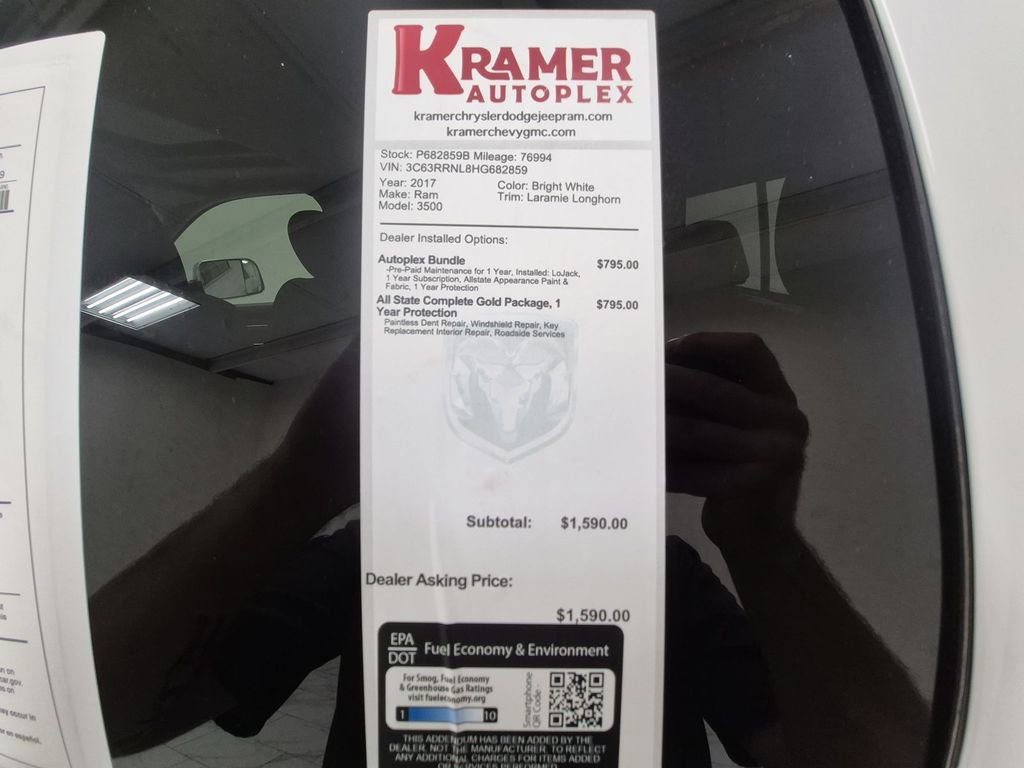 KRAMER
AUTOPLEX
kramerchryslerdodgejeepram.com
kramerchevygmc.com
Stock: P682859B Mileage: 76994
VIN: 3C63RRNL8HG682859
Year: 2017 Color: Bright White
Make: Ram Trim: Laramie Longhorn
Model: 3500
Dealer Installed Options:
Autoplex Bundle $795.00
-Pre-Paid Maintenance for 1 Year, Installed: LoJack,
1 Year Subscription, Allstate Appearance Paint &
Fabric, 1 Year Protection
All State Complete Gold Package, 1 $795.00
Year Protection
Paintless Dent Repair, Windshield Repair, Key
Replacement Interior Repair, Roadside Services
Subtotal: $1,590.00
Dealer Asking Price:
$1,590.00
EPA
DOT Fuel Economy & Environment
For Smog, Fuel Economy
& Greenhouse Gas Ratings
visit fueleconomy.org
1 10
Smartphone
QR Code -
THIS ADDENDUM HAS BEEN ADDED BY THE
DEALER, NOT THE MANUFACTURER, TO REFLECT
ANY ADDITIONAL CHARGES FOR ITEMS ADDED
OR SERVICES PERFORMED